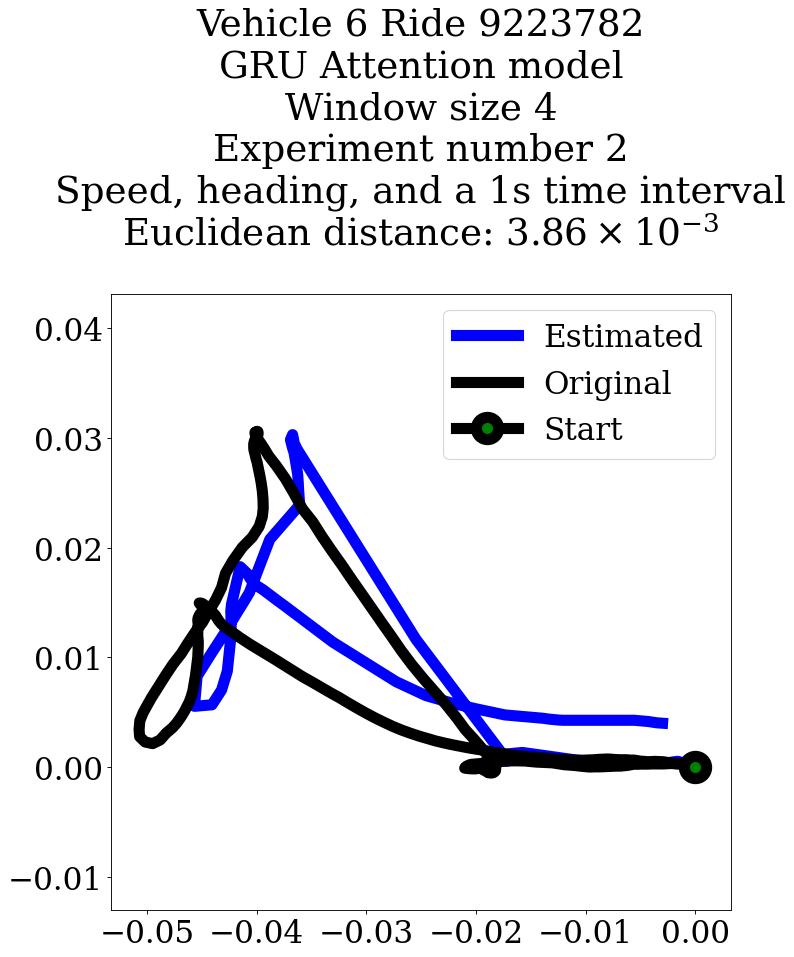 Vehicle 6 Ride 9223782
GRU Attention model
Window size 4
Experiment number 2
Speed, heading, and a 1s time interval
Euclidean distance: 3.86 × 10⁻³
Estimated
Original
Start
0.04
0.03
0.02
0.01
0.00
−0.01
−0.05 −0.04 −0.03 −0.02 −0.01 0.00